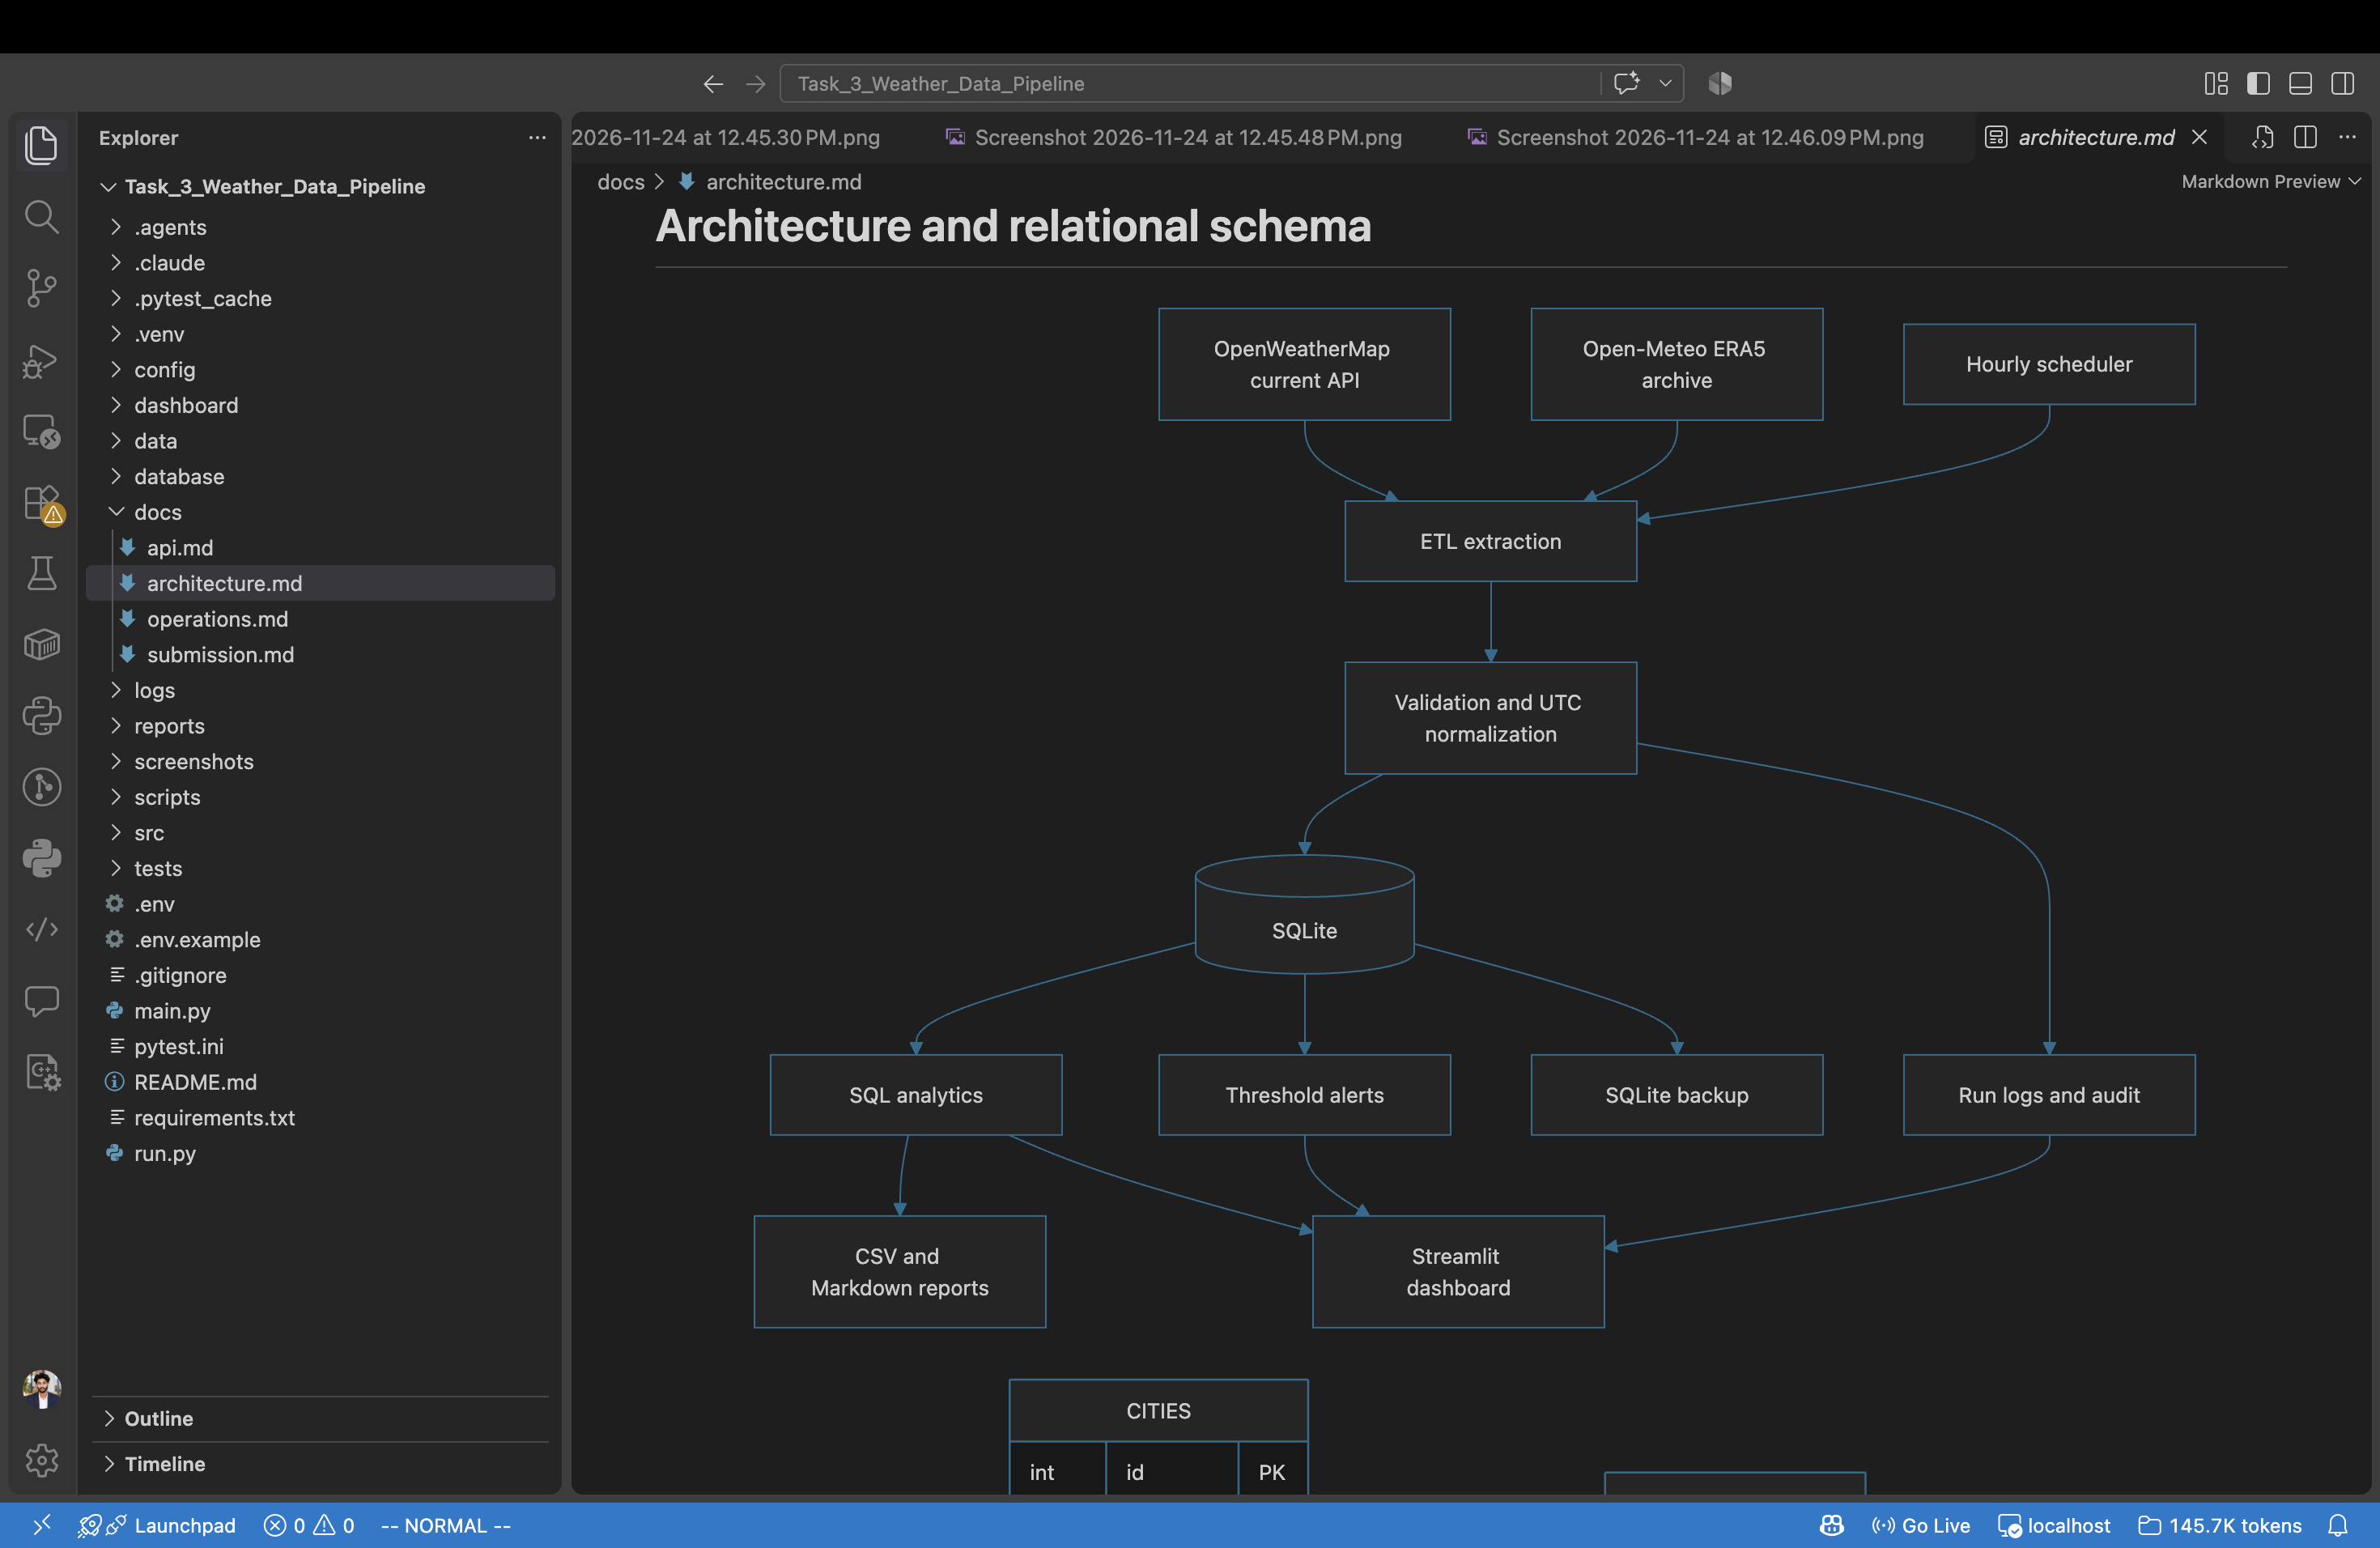 Task_3_Weather_Data_Pipeline
Explorer
Task_3_Weather_Data_Pipeline
.agents
.claude
.pytest_cache
.venv
config
dashboard
data
database
docs
api.md
architecture.md
operations.md
submission.md
logs
reports
screenshots
scripts
src
tests
.env
.env.example
.gitignore
main.py
pytest.ini
README.md
requirements.txt
run.py
Outline
Timeline
2026-11-24 at 12.45.30 PM.png
Screenshot 2026-11-24 at 12.45.48 PM.png
Screenshot 2026-11-24 at 12.46.09 PM.png
architecture.md
docs
architecture.md
Markdown Preview
Architecture and relational schema
OpenWeatherMap
current API
Open-Meteo ERA5
archive
Hourly scheduler
ETL extraction
Validation and UTC
normalization
SQLite
SQL analytics
Threshold alerts
SQLite backup
Run logs and audit
CSV and
Markdown reports
Streamlit
dashboard
CITIES
int id PK
Launchpad
0 0
-- NORMAL --
Go Live
localhost
145.7K tokens